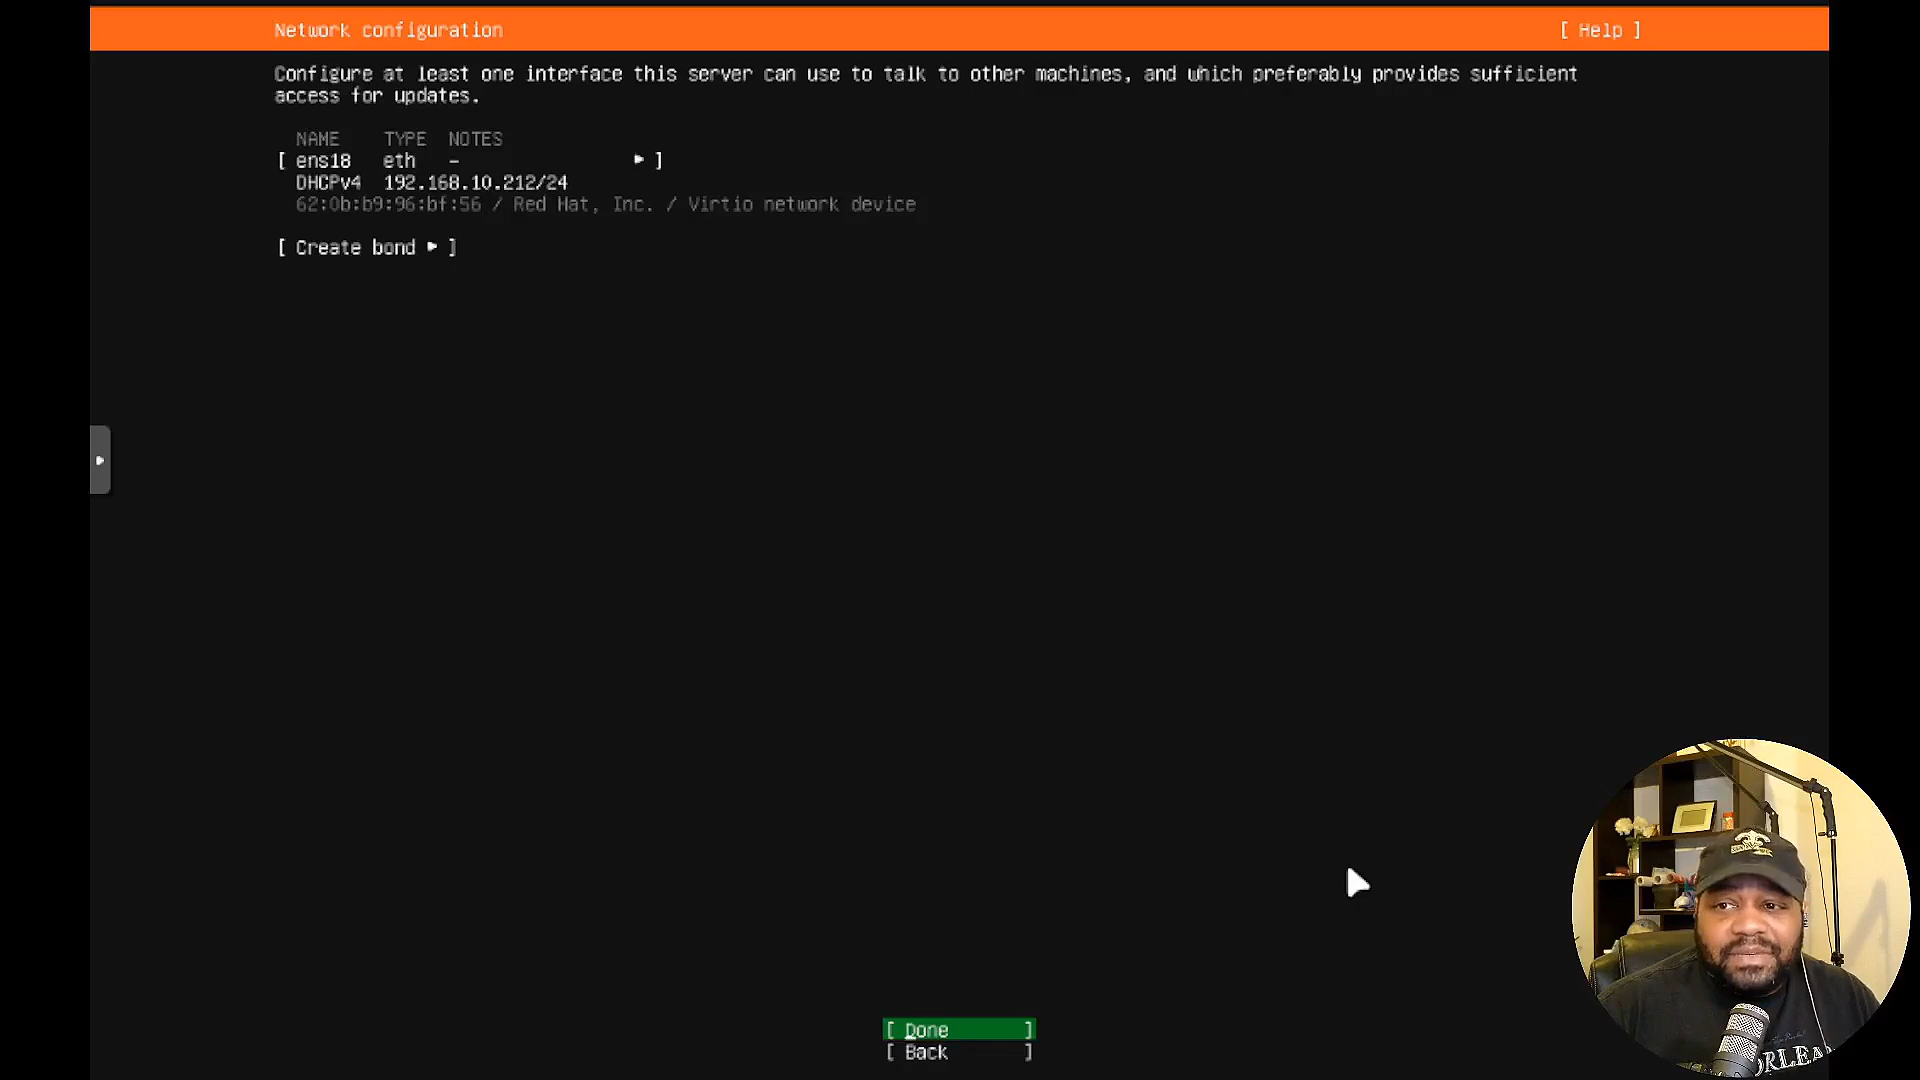 Network configuration [ Help ]
Configure at least one interface this server can use to talk to other machines, and which preferably provides sufficient
access for updates.
NAME TYPE NOTES
[ ens18 eth - ▸ ]
DHCPv4 192.168.10.212/24
62:0b:b9:96:bf:56 / Red Hat, Inc. / Virtio network device
[ Create bond ▸ ]
[ Done ]
[ Back ]
ORLEA